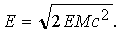 E = √2 EMc².